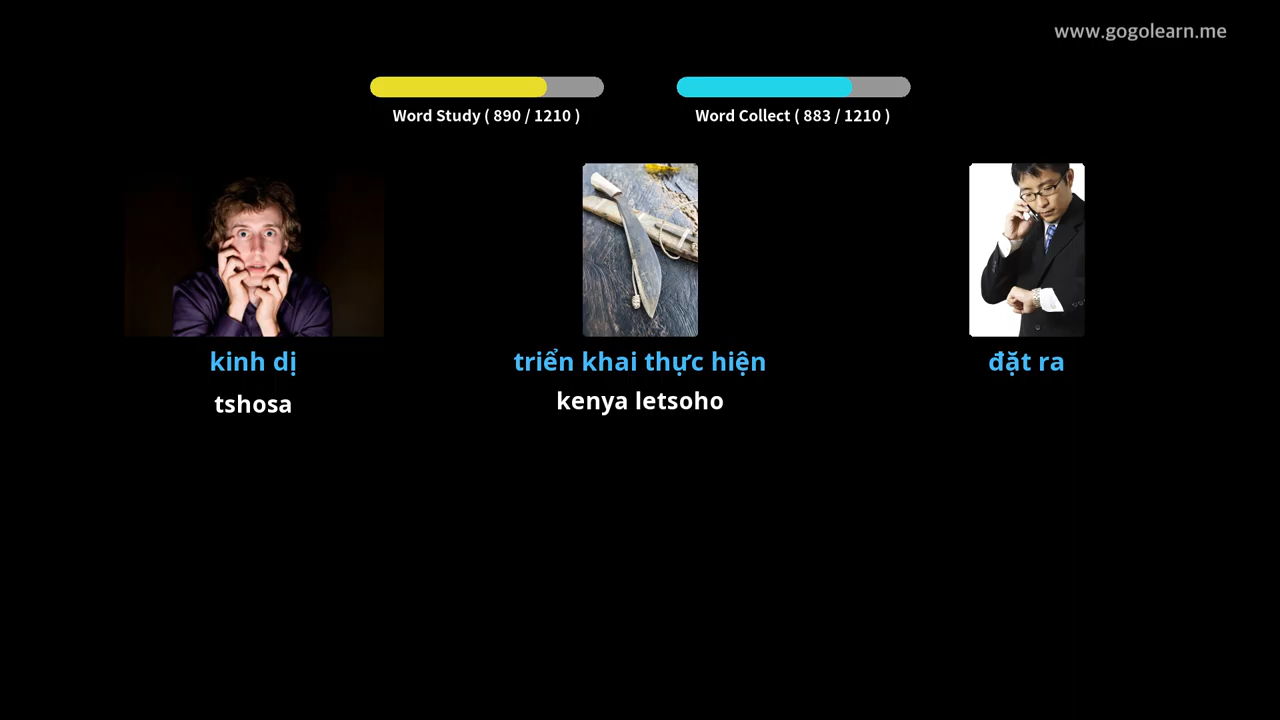 www.gogolearn.me
Word Study ( 890 / 1210 )
Word Collect ( 883 / 1210 )
kinh dị
tshosa
triển khai thực hiện
kenya letsoho
đặt ra